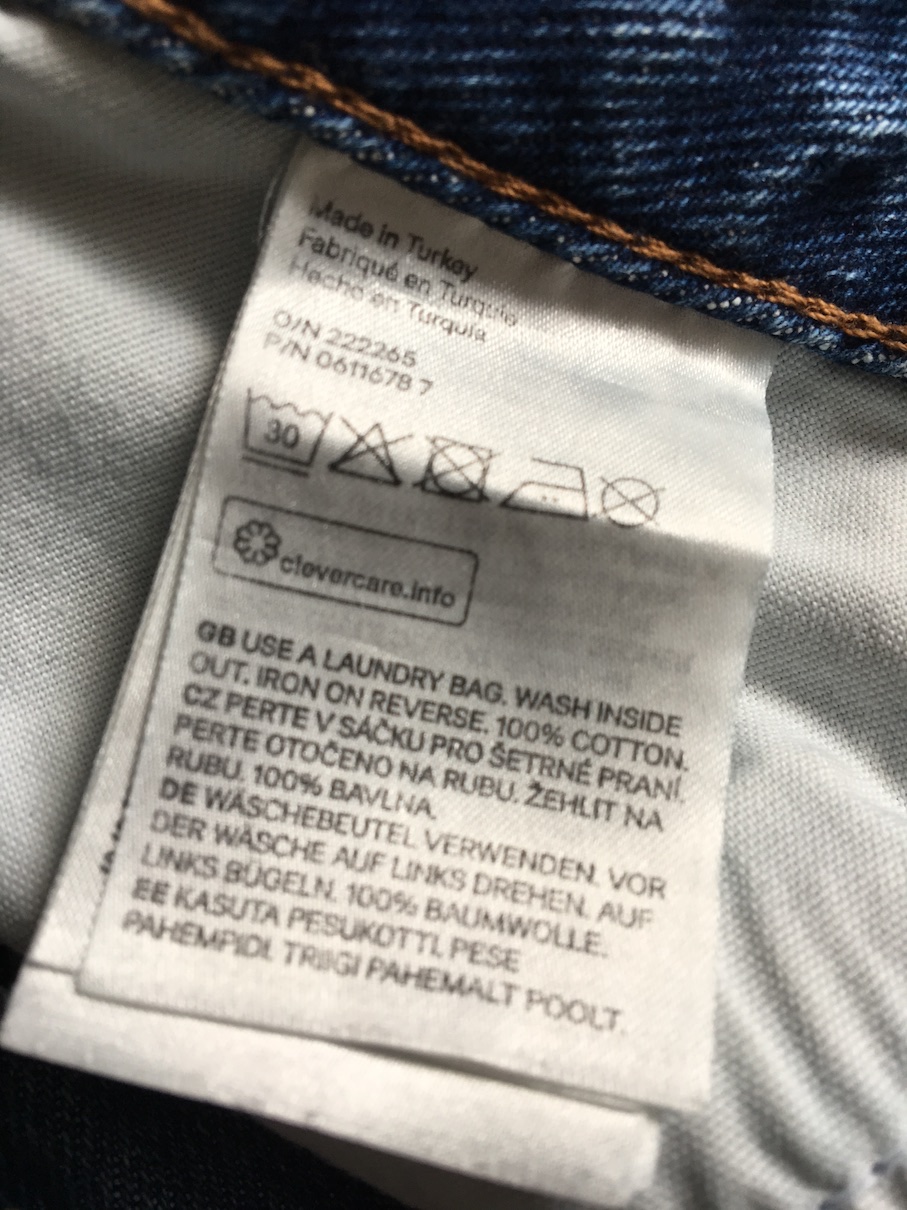 Made in Turkey
Fabriqué en Turquie
Hecho en Turquía
O/N 222265
P/N 0611678 7
30
clevercare.info
GB USE A LAUNDRY BAG. WASH INSIDE
OUT. IRON ON REVERSE. 100% COTTON.
CZ PERTE V SÁČKU PRO ŠETRNÉ PRANÍ.
PERTE OTOČENO NA RUBU. ŽEHLIT NA
RUBU. 100% BAVLNA.
DE WÄSCHEBEUTEL VERWENDEN. VOR
DER WÄSCHE AUF LINKS DREHEN. AUF
LINKS BÜGELN. 100% BAUMWOLLE.
EE KASUTA PESUKOTTI. PESE
PAHEMPIDI. TRIIGI PAHEMALT POOLT.